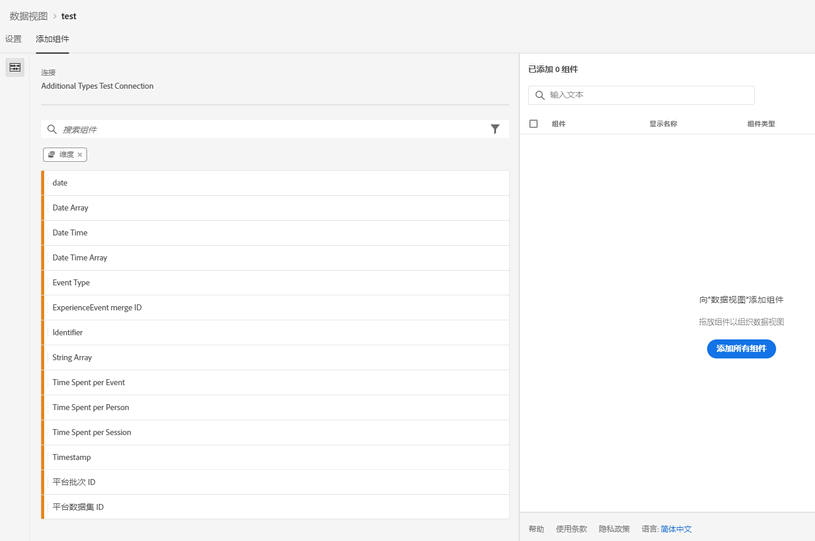 数据视图 > test
设置 添加组件
连接
Additional Types Test Connection
搜索组件
维度 ×
date
Date Array
Date Time
Date Time Array
Event Type
ExperienceEvent merge ID
Identifier
String Array
Time Spent per Event
Time Spent per Person
Time Spent per Session
Timestamp
平台批次 ID
平台数据集 ID
已添加 0 组件
输入文本
组件 显示名称 组件类型
向"数据视图"添加组件
拖放组件以组织数据视图
添加所有组件
帮助 使用条款 隐私政策 语言: 简体中文